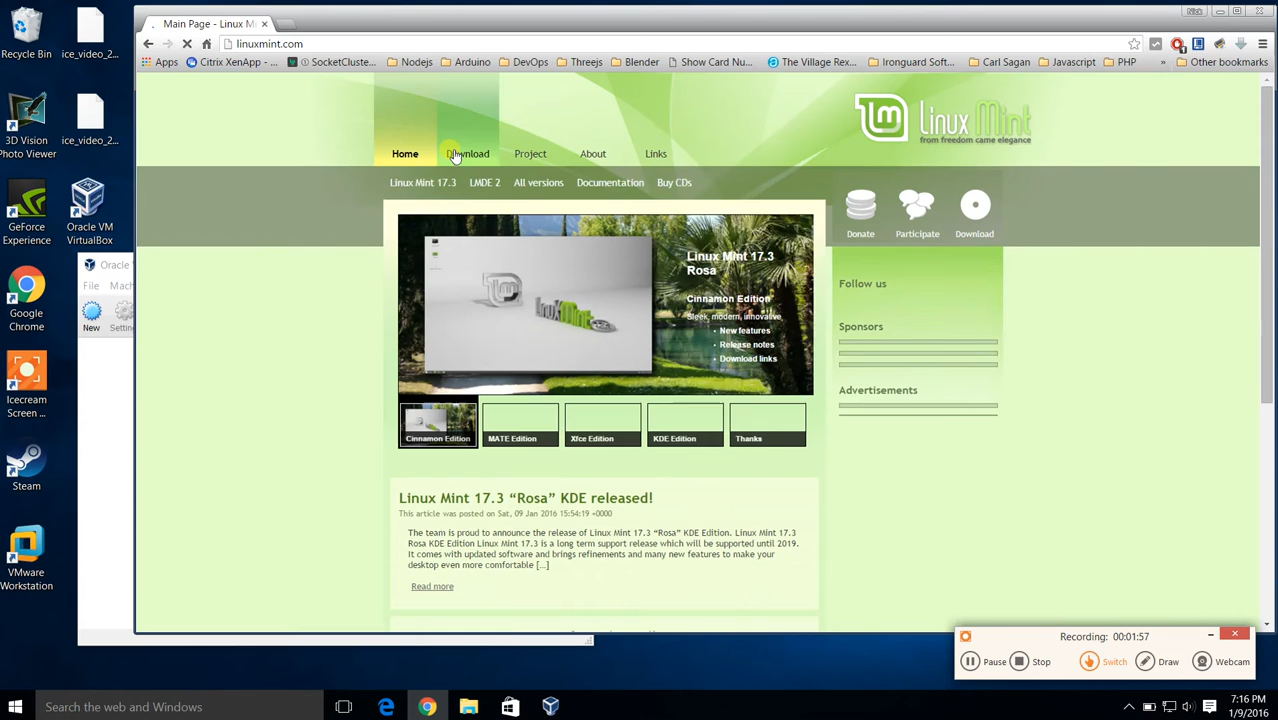 Nick
Main Page - Linux M
linuxmint.com
Apps
Citrix XenApp - ...
① SocketCluste...
Nodejs
Arduino
DevOps
Threejs
Blender
Show Card Nu...
The Village Rex...
Ironguard Soft...
Carl Sagan
Javascript
PHP
»
Other bookmarks
Recycle Bin
ice_video_2...
3D Vision
Photo Viewer
ice_video_2...
GeForce
Experience
Oracle VM
VirtualBox
Google
Chrome
Icecream
Screen ...
Steam
VMware
Workstation
Oracle
File Mach
New Settin
lm Linux Mint
from freedom came elegance
Home
Download
Project
About
Links
Linux Mint 17.3
LMDE 2
All versions
Documentation
Buy CDs
Donate
Participate
Download
Linux Mint 17.3
Rosa
Cinnamon Edition
Sleek, modern, innovative
• New features
• Release notes
• Download links
LinuxMint
Cinnamon Edition
MATE Edition
Xfce Edition
KDE Edition
Thanks
Follow us
Sponsors
Advertisements
Linux Mint 17.3 “Rosa” KDE released!
This article was posted on Sat, 09 Jan 2016 15:54:19 +0000
The team is proud to announce the release of Linux Mint 17.3 “Rosa” KDE Edition. Linux Mint 17.3
Rosa KDE Edition Linux Mint 17.3 is a long term support release which will be supported until 2019.
It comes with updated software and brings refinements and many new features to make your
desktop even more comfortable [...]
Read more
Recording: 00:01:57
Pause
Stop
Switch
Draw
Webcam
Search the web and Windows
7:16 PM
1/9/2016